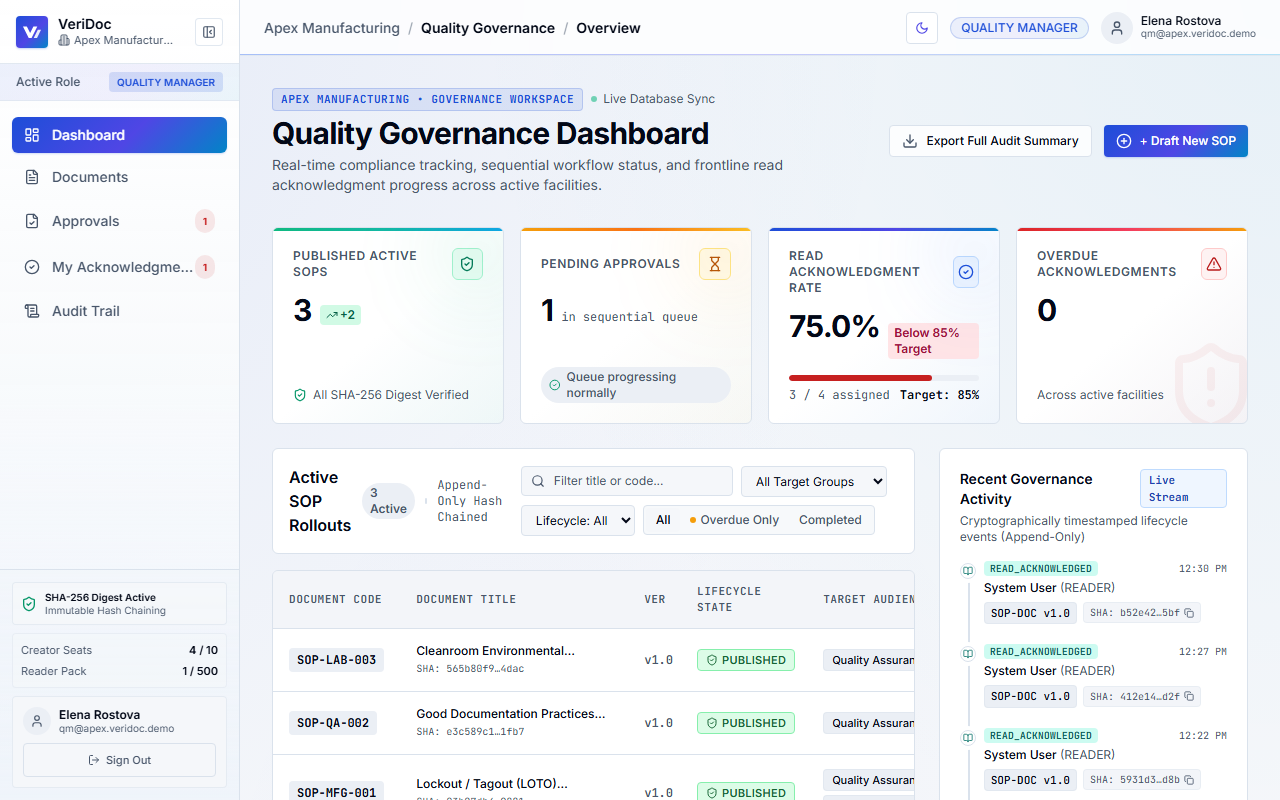 VeriDoc
Apex Manufactur...
Active Role
QUALITY MANAGER
Dashboard
Documents
Approvals
1
My Acknowledgme...
1
Audit Trail
SHA-256 Digest Active
Immutable Hash Chaining
Creator Seats
4 / 10
Reader Pack
1 / 500
Elena Rostova
qm@apex.veridoc.demo
Sign Out
Apex Manufacturing / Quality Governance / Overview
QUALITY MANAGER
Elena Rostova
qm@apex.veridoc.demo
APEX MANUFACTURING • GOVERNANCE WORKSPACE
Live Database Sync
Quality Governance Dashboard
Real-time compliance tracking, sequential workflow status, and frontline read
acknowledgment progress across active facilities.
Export Full Audit Summary
+ Draft New SOP
PUBLISHED ACTIVE
SOPS
3
+2
All SHA-256 Digest Verified
PENDING APPROVALS
1 in sequential queue
Queue progressing
normally
READ
ACKNOWLEDGMENT
RATE
75.0%
Below 85%
Target
3 / 4 assigned
Target: 85%
OVERDUE
ACKNOWLEDGMENTS
0
Across active facilities
Active
SOP
Rollouts
3
Active
Append-
Only Hash
Chained
Filter title or code...
All Target Groups
Lifecycle: All
All
Overdue Only
Completed
DOCUMENT CODE
DOCUMENT TITLE
VER
LIFECYCLE
STATE
TARGET AUDIEN
SOP-LAB-003
Cleanroom Environmental...
SHA: 565b80f9…4dac
v1.0
PUBLISHED
Quality Assuran
SOP-QA-002
Good Documentation Practices...
SHA: e3c589c1…1fb7
v1.0
PUBLISHED
Quality Assuran
SOP-MFG-001
Lockout / Tagout (LOTO)...
v1.0
PUBLISHED
Quality Assuran
Recent Governance
Activity
Live
Stream
Cryptographically timestamped lifecycle
events (Append-Only)
READ_ACKNOWLEDGED
12:30 PM
System User (READER)
SOP-DOC v1.0
SHA: b52e42…5bf
READ_ACKNOWLEDGED
12:27 PM
System User (READER)
SOP-DOC v1.0
SHA: 412e14…d2f
READ_ACKNOWLEDGED
12:22 PM
System User (READER)
SOP-DOC v1.0
SHA: 5931d3…d8b